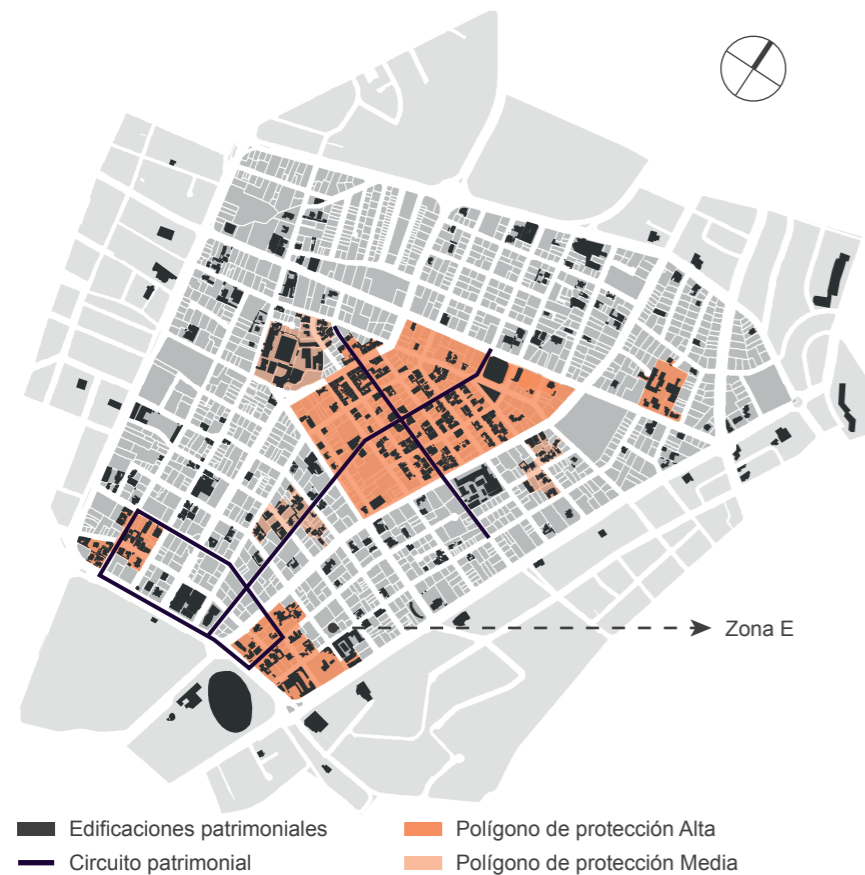 Zona E
Edificaciones patrimoniales
Polígono de protección Alta
Circuito patrimonial
Polígono de protección Media